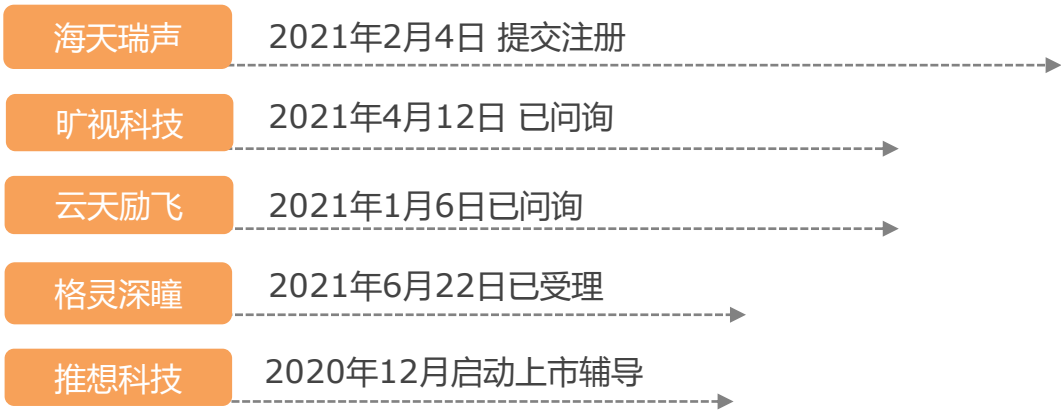 海天瑞声 2021年2月4日 提交注册
旷视科技 2021年4月12日 已问询
云天励飞 2021年1月6日已问询
格灵深瞳 2021年6月22日已受理
推想科技 2020年12月启动上市辅导